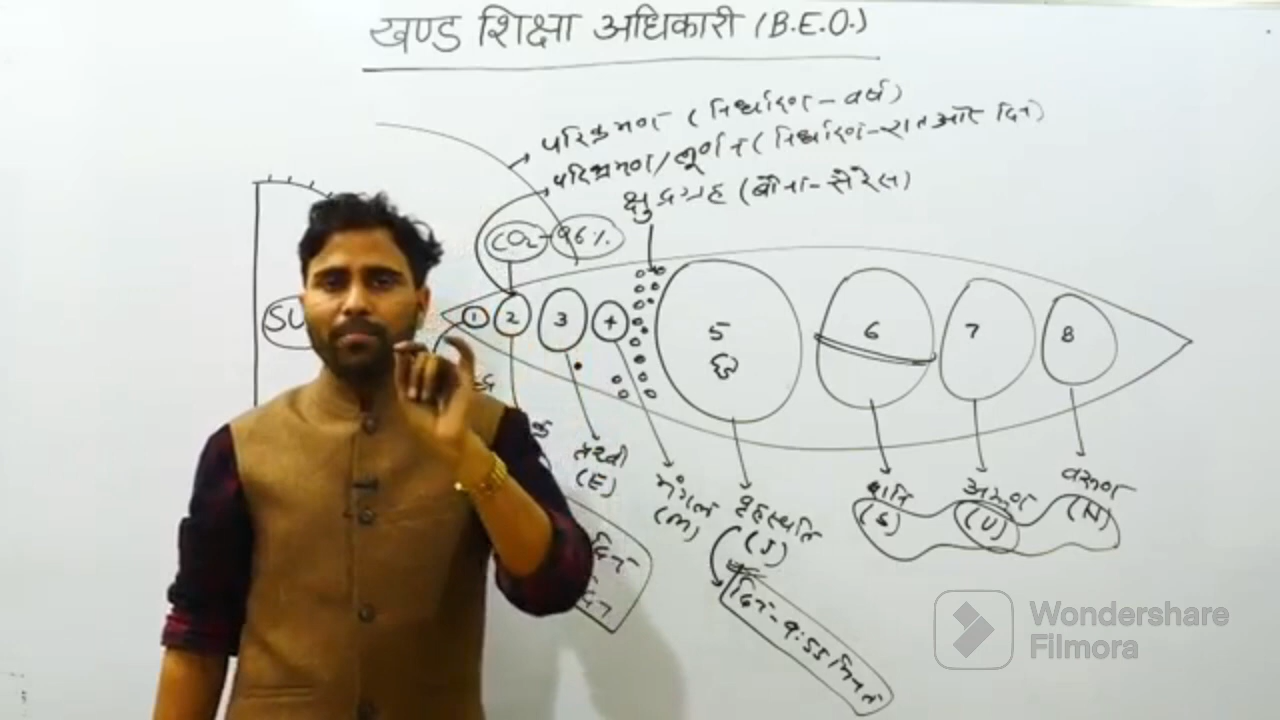 खण्ड शिक्षा अधिकारी (B.E.O.)
परिक्रमण (निर्धारण - वर्ष)
परिभ्रमण/घूर्णन (निर्धारण - रात और दिन)
क्षुद्रग्रह (बौना - सैरेस)
CO₂ - 96%
SU
1 2 3 4 5 6 7 8
पृथ्वी
(E)
मंगल
(M)
बृहस्पति
(J)
शनि
(S)
अरुण
(U)
वरुण
(N)
दिन
दिन
दिन - 9:55 मिनट
Wondershare
Filmora